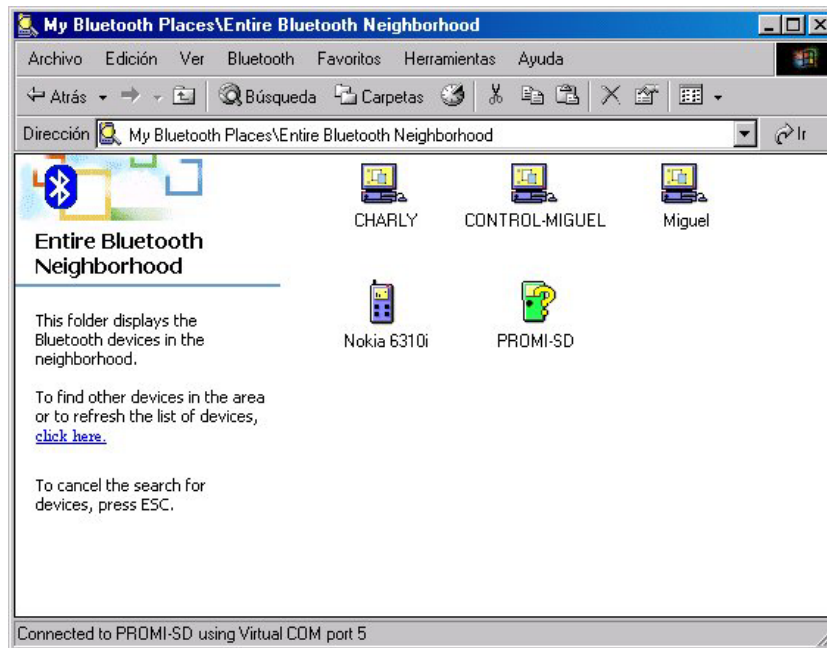 My Bluetooth Places\Entire Bluetooth Neighborhood
Archivo Edición Ver Bluetooth Favoritos Herramientas Ayuda
Atrás Búsqueda Carpetas
Dirección My Bluetooth Places\Entire Bluetooth Neighborhood Ir
Entire Bluetooth
Neighborhood
This folder displays the
Bluetooth devices in the
neighborhood.
To find other devices in the area
or to refresh the list of devices,
click here.
To cancel the search for
devices, press ESC.
CHARLY CONTROL-MIGUEL Miguel
Nokia 6310i PROMI-SD
Connected to PROMI-SD using Virtual COM port 5